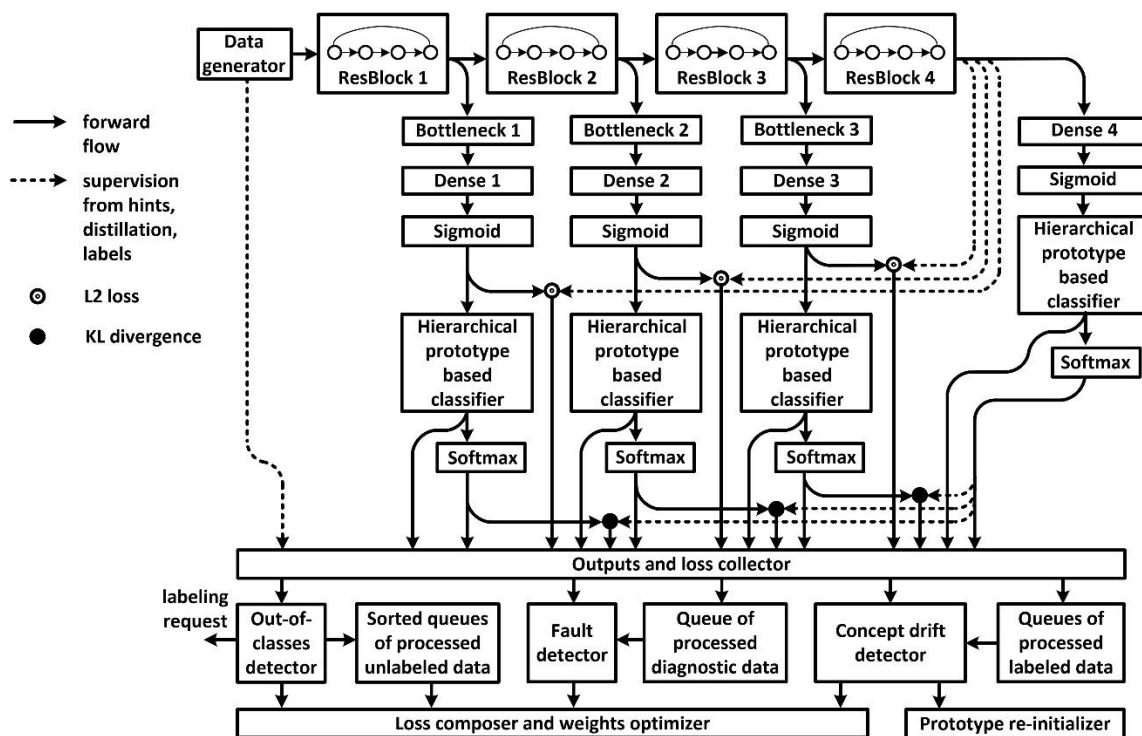 Data
generator
ResBlock 1
ResBlock 2
ResBlock 3
ResBlock 4
forward
flow
supervision
from hints,
distillation,
labels
L2 loss
KL divergence
Bottleneck 1
Bottleneck 2
Bottleneck 3
Dense 4
Dense 1
Dense 2
Dense 3
Sigmoid
Sigmoid
Sigmoid
Sigmoid
Hierarchical
prototype
based
classifier
Hierarchical
prototype
based
classifier
Hierarchical
prototype
based
classifier
Hierarchical
prototype
based
classifier
Softmax
Softmax
Softmax
Softmax
Outputs and loss collector
labeling
request
Out-of-
classes
detector
Sorted queues
of processed
unlabeled data
Fault
detector
Queue of
processed
diagnostic data
Concept drift
detector
Queues of
processed
labeled data
Loss composer and weights optimizer
Prototype re-initializer